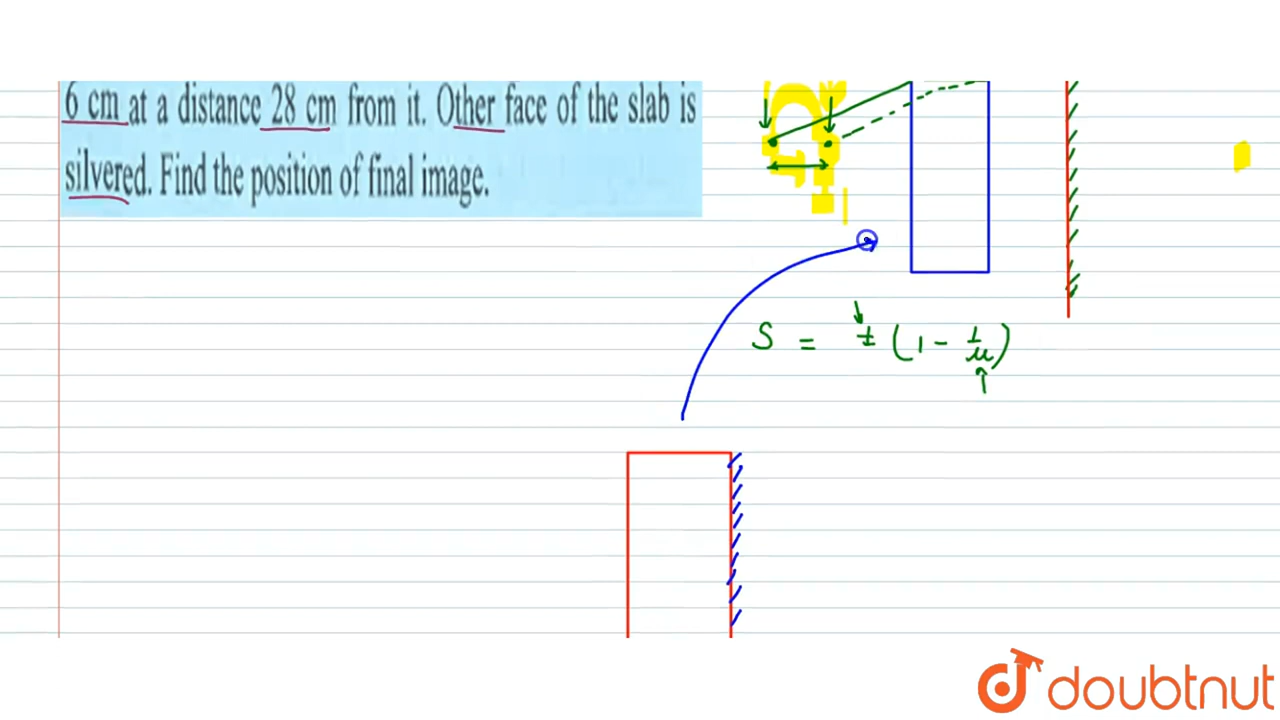 6 cm at a distance 28 cm from it. Other face of the slab is
silvered. Find the position of final image.
S = t (1 - 1/μ)
doubtnut